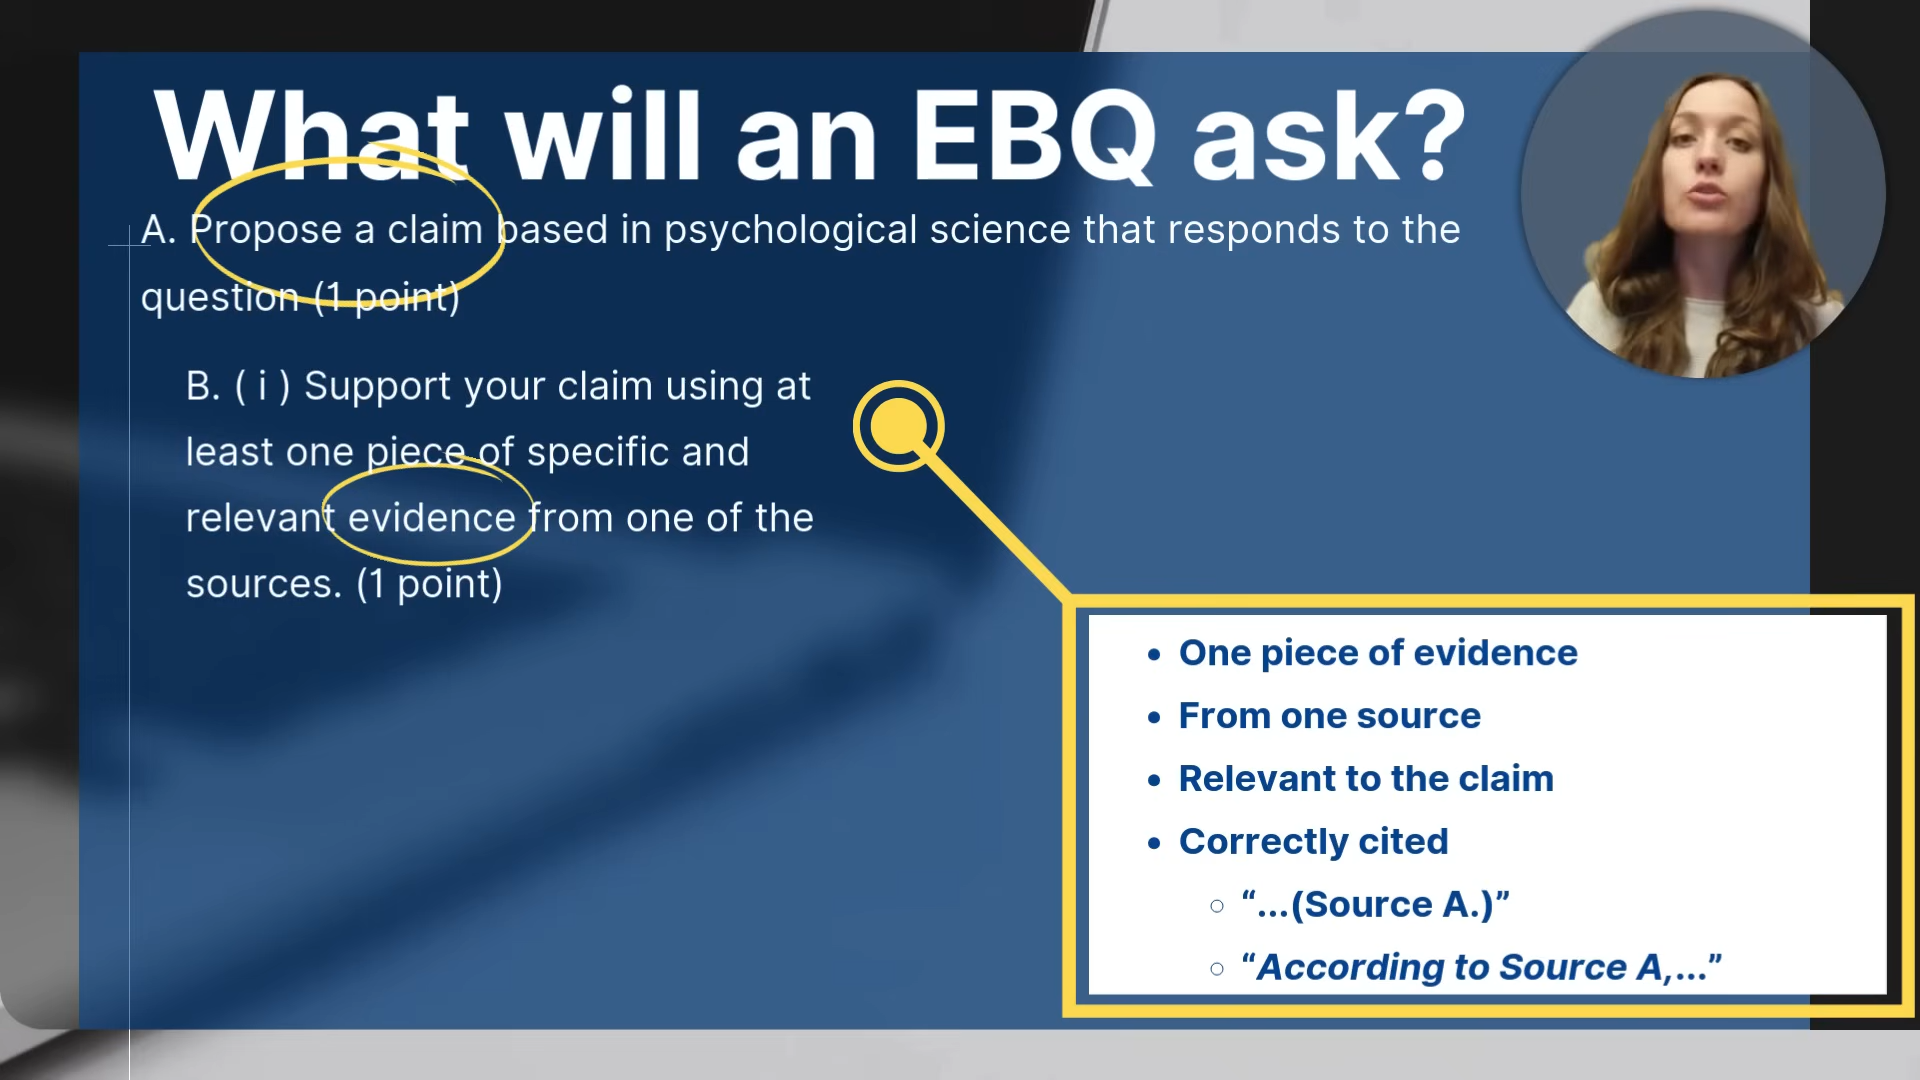 What will an EBQ ask?
A. Propose a claim based in psychological science that responds to the
question (1 point)
B. ( i ) Support your claim using at
least one piece of specific and
relevant evidence from one of the
sources. (1 point)
• One piece of evidence
• From one source
• Relevant to the claim
• Correctly cited
○ “...(Source A.)”
○ “According to Source A,...”